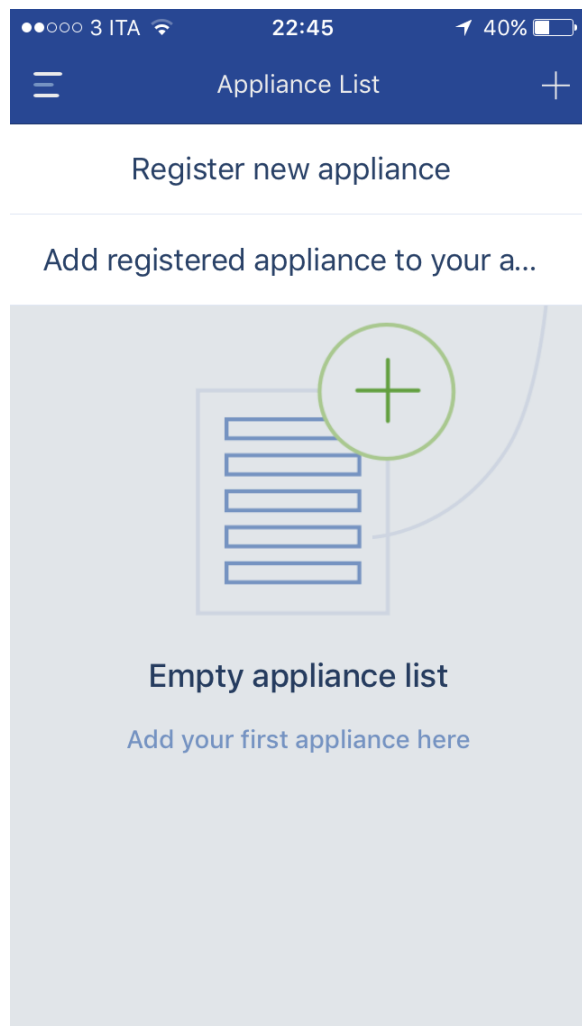 3 ITA 22:45 40%
Appliance List
Register new appliance
Add registered appliance to your a...
Empty appliance list
Add your first appliance here